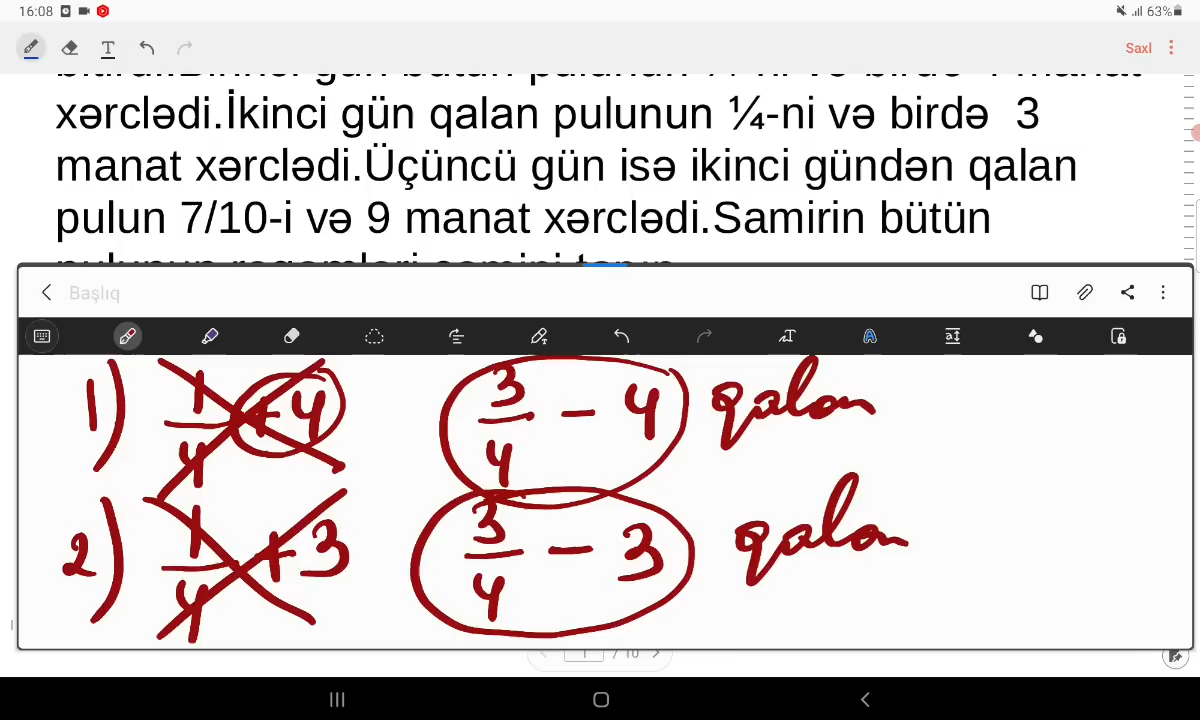 16:08 63%
Saxl
xərclədi.İkinci gün qalan pulunun ¼-ni və birdə 3
manat xərclədi.Üçüncü gün isə ikinci gündən qalan
pulun 7/10-i və 9 manat xərclədi.Samirin bütün
Başlıq
1) 1/4 + 4 3/4 - 4 qalan
2) 1/4 + 3 3/4 - 3 qalan